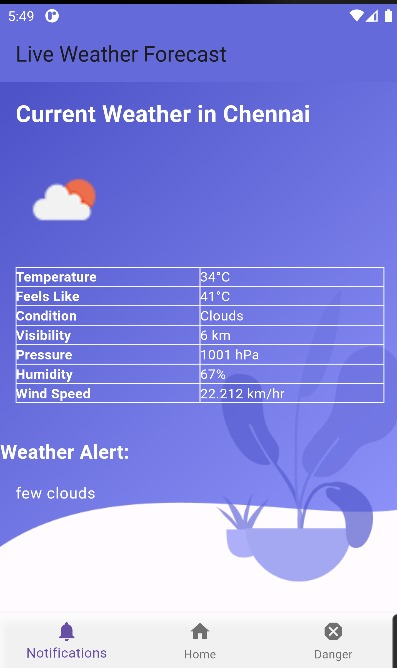 5:49
Live Weather Forecast
Current Weather in Chennai
Temperature 34°C
Feels Like 41°C
Condition Clouds
Visibility 6 km
Pressure 1001 hPa
Humidity 67%
Wind Speed 22.212 km/hr
Weather Alert:
few clouds
Notifications Home Danger